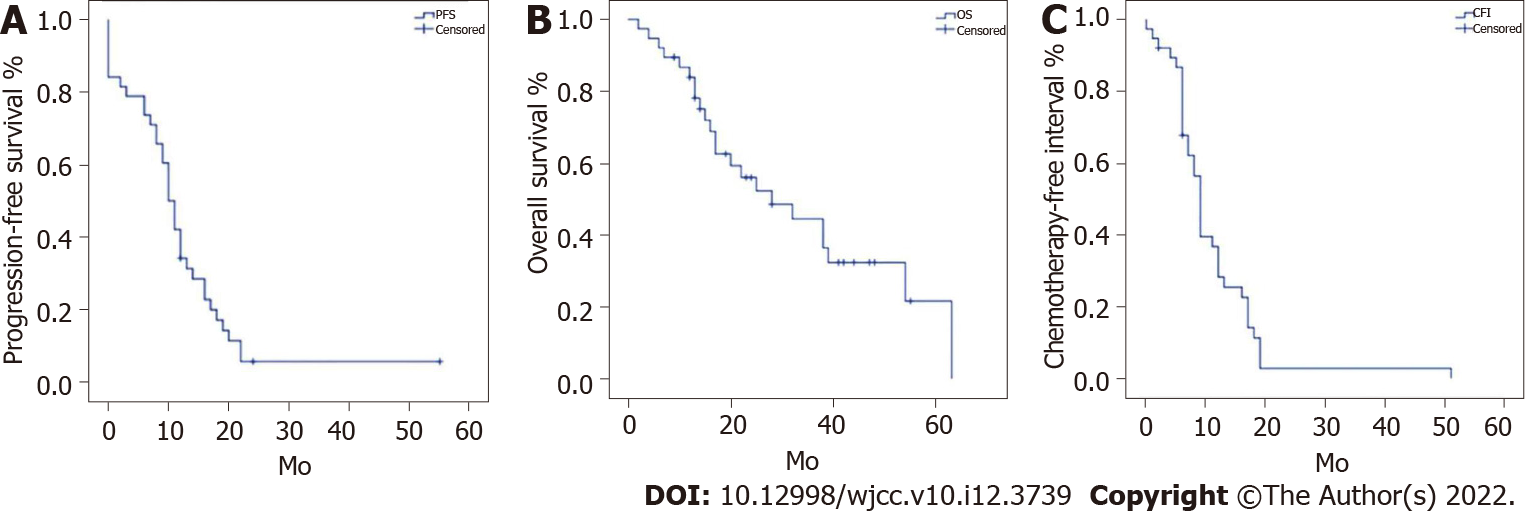 A
PFS
Censored
Progression-free survival %
1.0
0.8
0.6
0.4
0.2
0.0
0 10 20 30 40 50 60
Mo
B
OS
Censored
Overall survival %
1.0
0.8
0.6
0.4
0.2
0.0
0 20 40 60
Mo
C
CFI
Censored
Chemotherapy-free interval %
1.0
0.8
0.6
0.4
0.2
0.0
0 10 20 30 40 50 60
Mo
DOI: 10.12998/wjcc.v10.i12.3739 Copyright ©The Author(s) 2022.